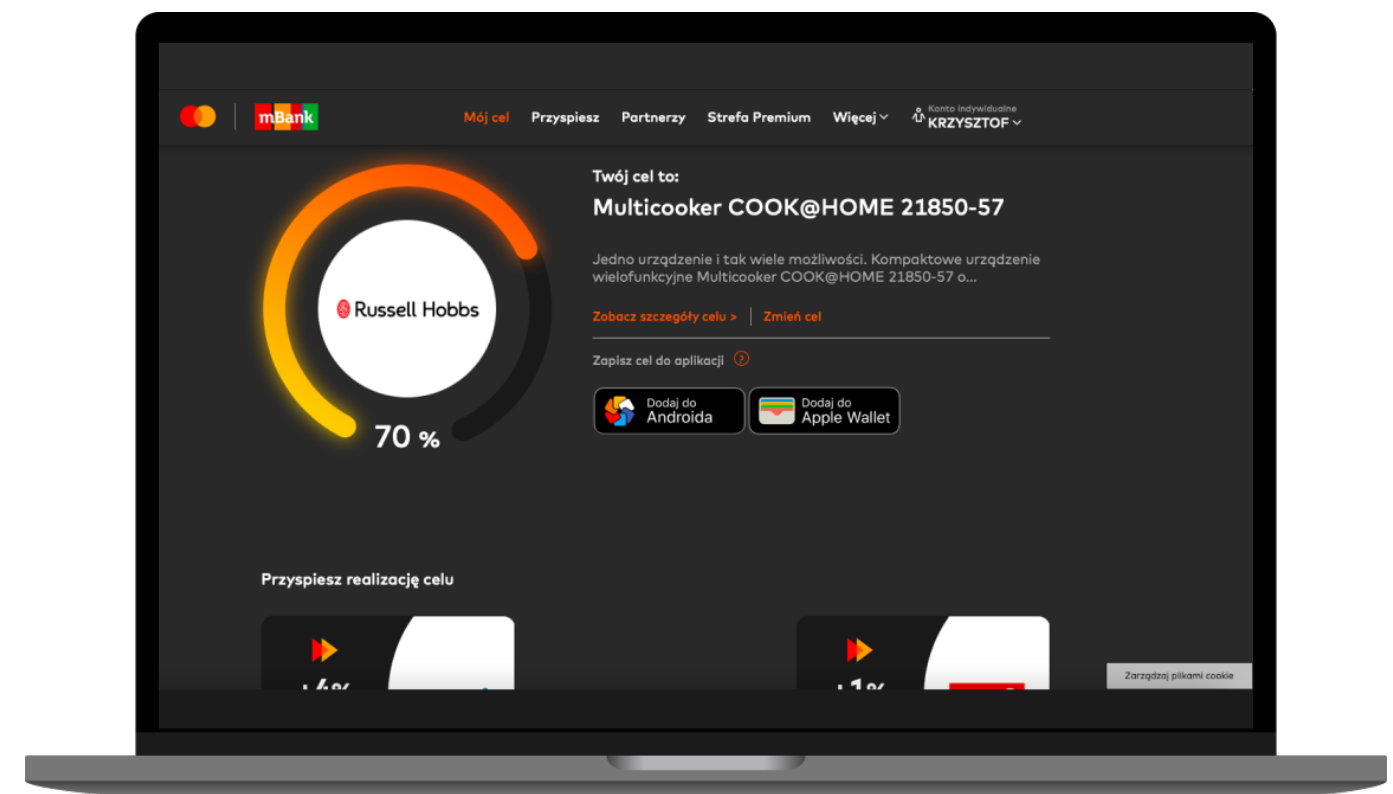 mBank
Mój cel
Przyspiesz
Partnerzy
Strefa Premium
Więcej
Konto indywidualne
KRZYSZTOF
Twój cel to:
Multicooker COOK@HOME 21850-57
Jedno urządzenie i tak wiele możliwości. Kompaktowe urządzenie
wielofunkcyjne Multicooker COOK@HOME 21850-57 o...
Russell Hobbs
Zobacz szczegóły celu >
Zmień cel
Zapisz cel do aplikacji ?
Dodaj do
Androida
Dodaj do
Apple Wallet
70 %
Przyspiesz realizację celu
Zarządzaj plikami cookie